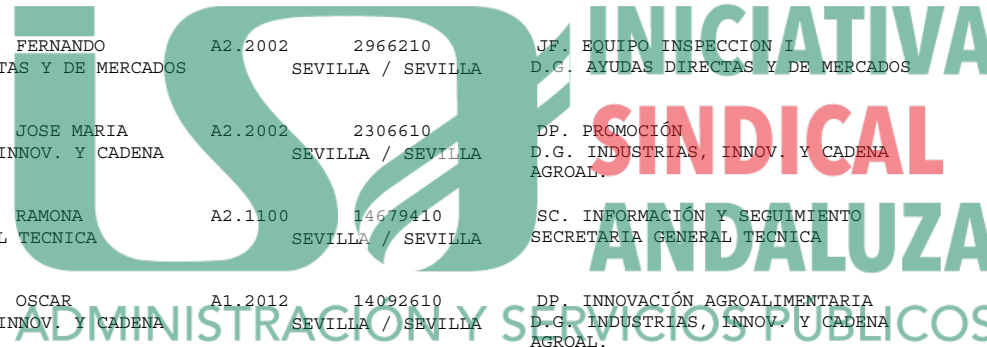 FERNANDO A2.2002 2966210 JF. EQUIPO INSPECCION I
TAS Y DE MERCADOS SEVILLA / SEVILLA D.G. AYUDAS DIRECTAS Y DE MERCADOS
JOSE MARIA A2.2002 2306610 DP. PROMOCIÓN
INNOV. Y CADENA SEVILLA / SEVILLA D.G. INDUSTRIAS, INNOV. Y CADENA
AGROAL.
RAMONA A2.1100 14679410 SC. INFORMACIÓN Y SEGUIMIENTO
L TECNICA SEVILLA / SEVILLA SECRETARIA GENERAL TECNICA
OSCAR A1.2012 14092610 DP. INNOVACIÓN AGROALIMENTARIA
INNOV. Y CADENA SEVILLA / SEVILLA D.G. INDUSTRIAS, INNOV. Y CADENA
AGROAL.
isa
INICIATIVA
SINDICAL
ANDALUZA
ADMINISTRACIÓN Y SERVICIOS PÚBLICOS